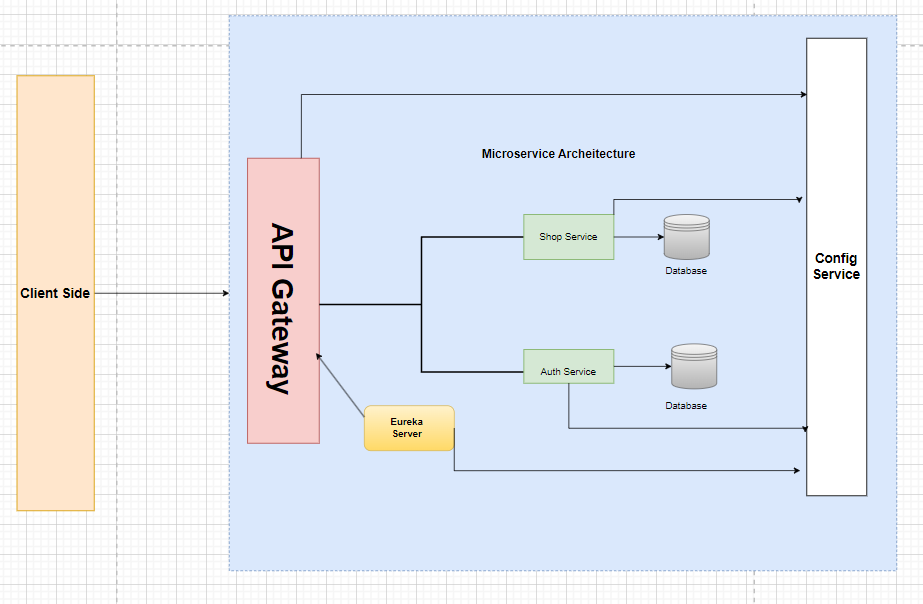 Client Side
API Gateway
Microservice Archeitecture
Shop Service
Database
Auth Service
Database
Eureka
Server
Config
Service